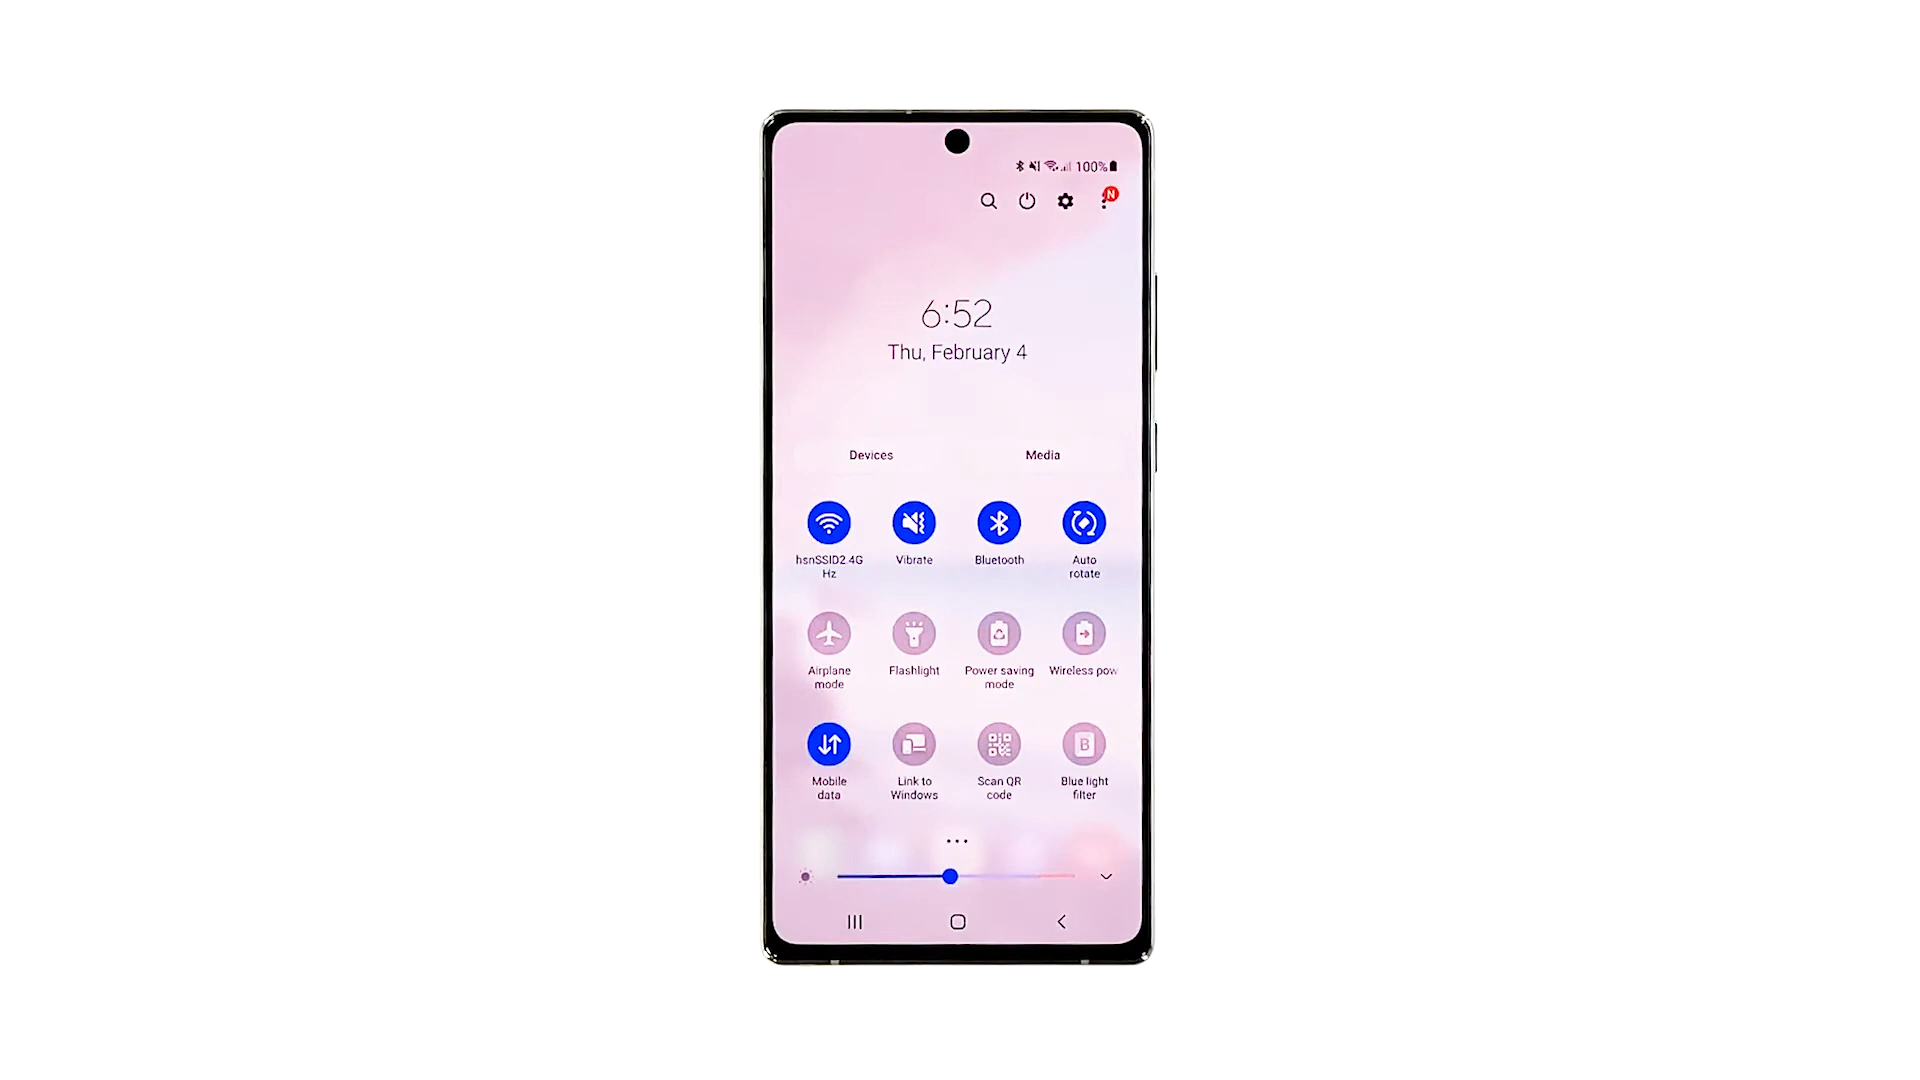 100%
N
6:52
Thu, February 4
Devices
Media
hsnSSID2.4G
Hz
Vibrate
Bluetooth
Auto
rotate
Airplane
mode
Flashlight
Power saving
mode
Wireless pow
Mobile
data
Link to
Windows
Scan QR
code
B
Blue light
filter